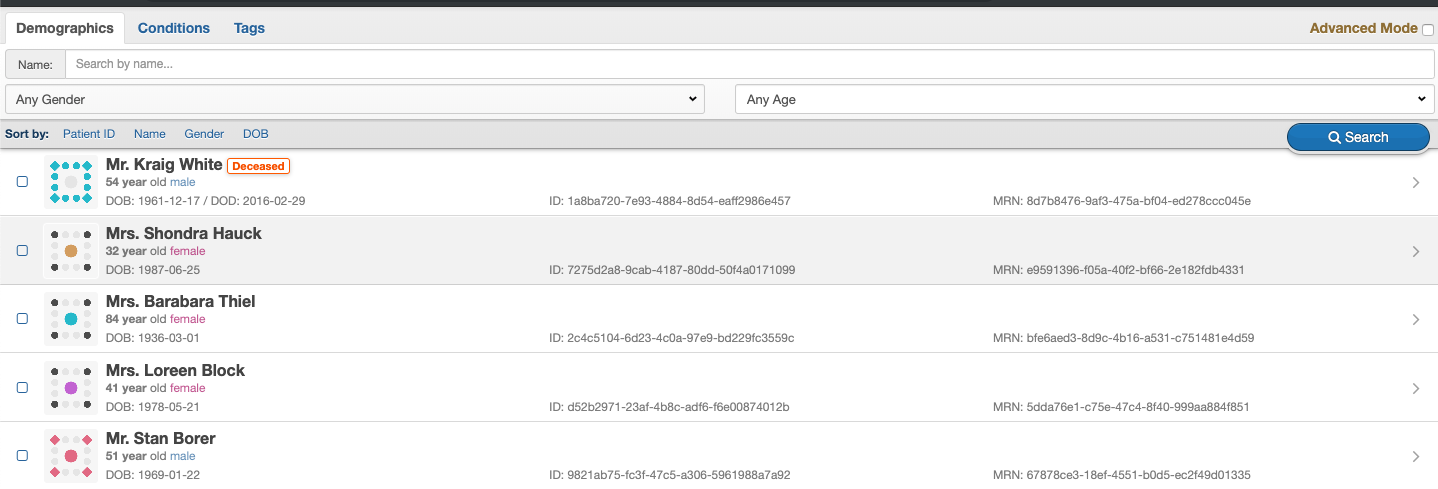 Demographics Conditions Tags Advanced Mode
Name: Search by name...
Any Gender Any Age
Sort by: Patient ID Name Gender DOB Search
Mr. Kraig White Deceased
54 year old male
DOB: 1961-12-17 / DOD: 2016-02-29 ID: 1a8ba720-7e93-4884-8d54-eaff2986e457 MRN: 8d7b8476-9af3-475a-bf04-ed278ccc045e
Mrs. Shondra Hauck
32 year old female
DOB: 1987-06-25 ID: 7275d2a8-9cab-4187-80dd-50f4a0171099 MRN: e9591396-f05a-40f2-bf66-2e182fdb4331
Mrs. Barabara Thiel
84 year old female
DOB: 1936-03-01 ID: 2c4c5104-6d23-4c0a-97e9-bd229fc3559c MRN: bfe6aed3-8d9c-4b16-a531-c751481e4d59
Mrs. Loreen Block
41 year old female
DOB: 1978-05-21 ID: d52b2971-23af-4b8c-adf6-f6e00874012b MRN: 5dda76e1-c75e-47c4-8f40-999aa884f851
Mr. Stan Borer
51 year old male
DOB: 1969-01-22 ID: 9821ab75-fc3f-47c5-a306-5961988a7a92 MRN: 67878ce3-18ef-4551-b0d5-ec2f49d01335